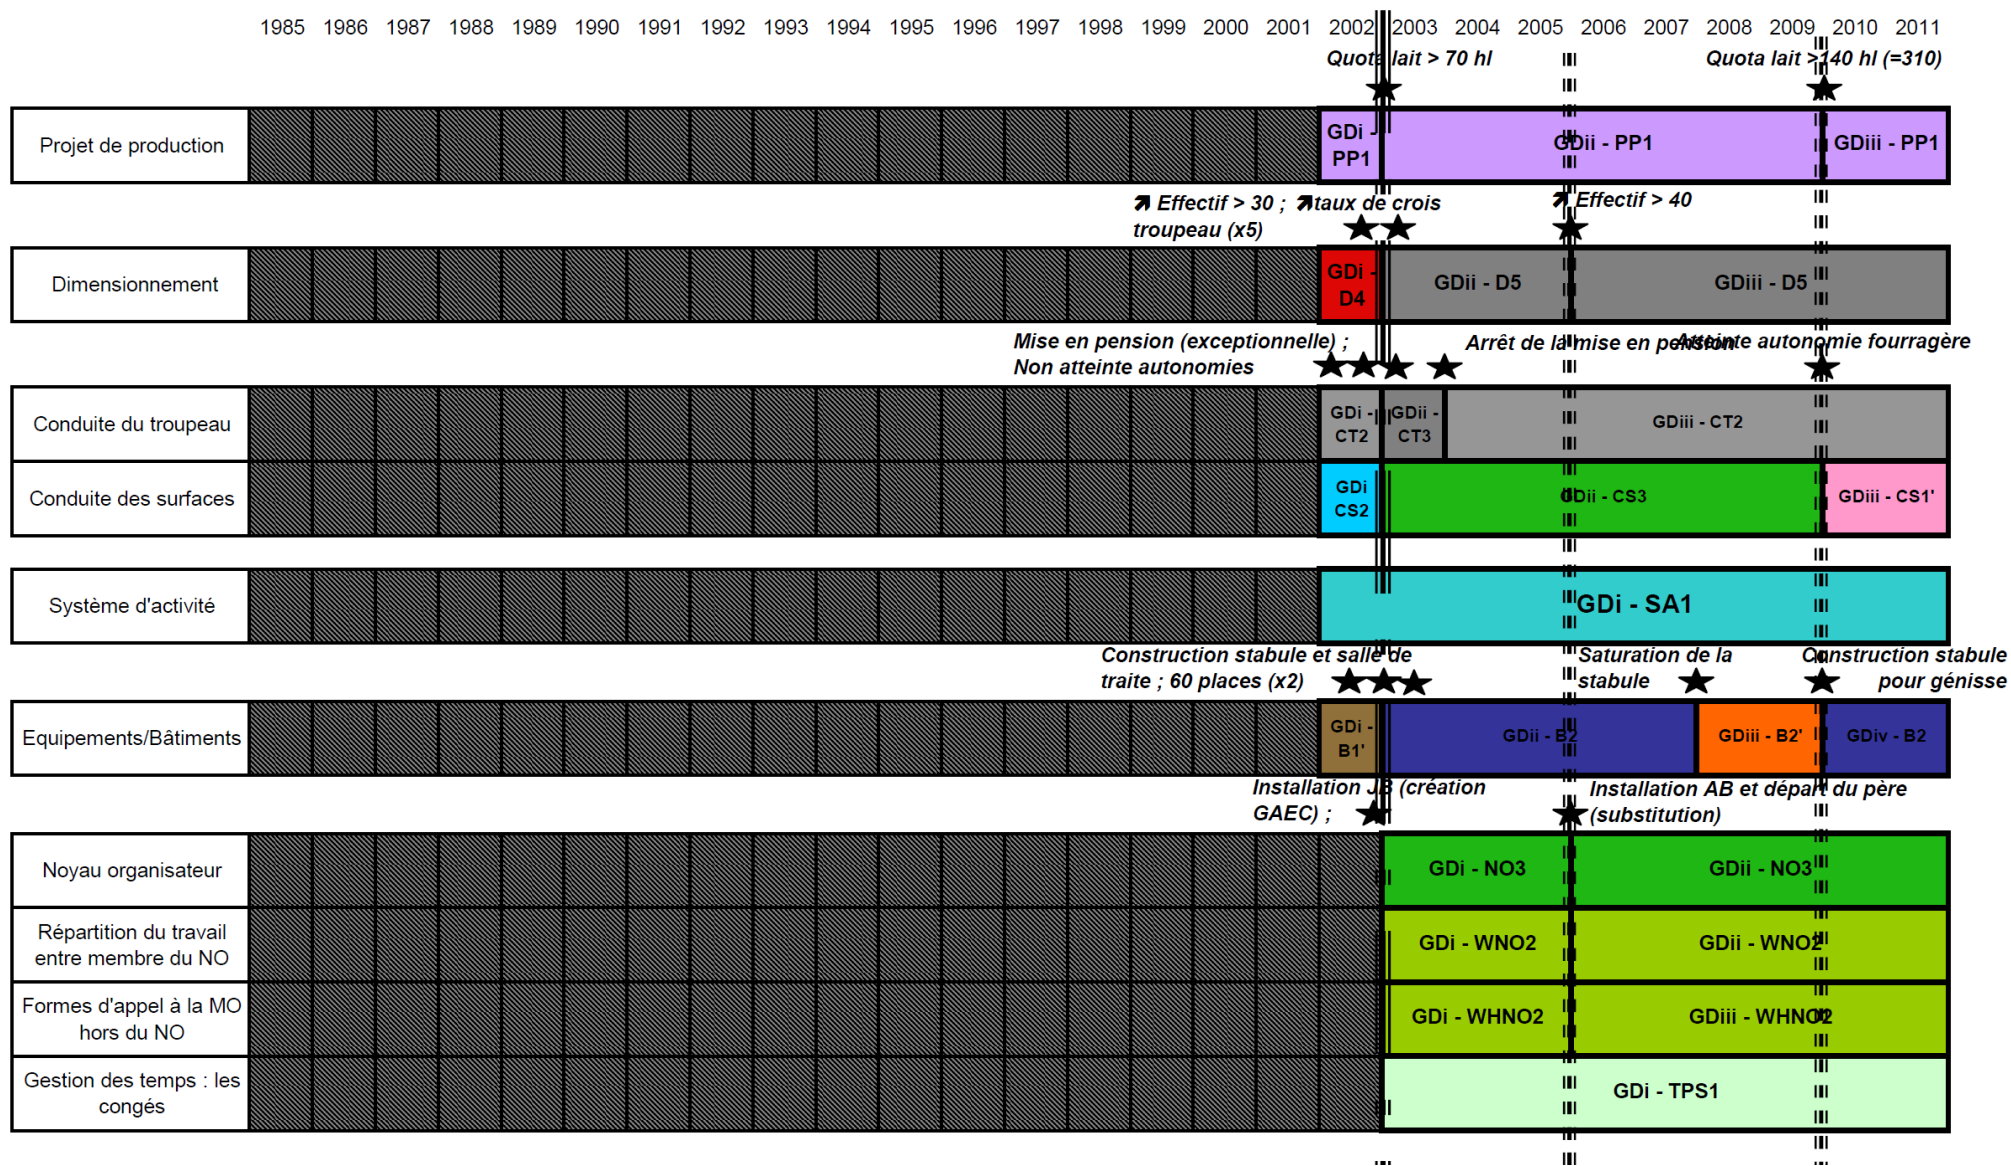 1985 1986 1987 1988 1989 1990 1991 1992 1993 1994 1995 1996 1997 1998 1999 2000 2001 2002 2003 2004 2005 2006 2007 2008 2009 2010 2011
Quota lait > 70 hl
Quota lait >140 hl (=310)
Projet de production
GDi -
PP1
GDii - PP1
GDiii - PP1
Effectif > 30 ; taux de crois
troupeau (x5)
Effectif > 40
Dimensionnement
GDi -
D4
GDii - D5
GDiii - D5
Mise en pension (exceptionnelle) ;
Non atteinte autonomies
Arrêt de la mise en pension
Atteinte autonomie fourragère
Conduite du troupeau
GDi -
CT2
GDii -
CT3
GDiii - CT2
Conduite des surfaces
GDi
CS2
GDii - CS3
GDiii - CS1'
Système d'activité
GDi - SA1
Construction stabule et salle de
traite ; 60 places (x2)
Saturation de la
stabule
Construction stabule
pour génisse
Equipements/Bâtiments
GDi -
B1'
GDii - B2
GDiii - B2'
GDiv - B2
Installation JB (création
GAEC) ;
Installation AB et départ du père
(substitution)
Noyau organisateur
GDi - NO3
GDii - NO3
Répartition du travail
entre membre du NO
GDi - WNO2
GDii - WNO2
Formes d'appel à la MO
hors du NO
GDi - WHNO2
GDiii - WHNO2
Gestion des temps : les
congés
GDi - TPS1